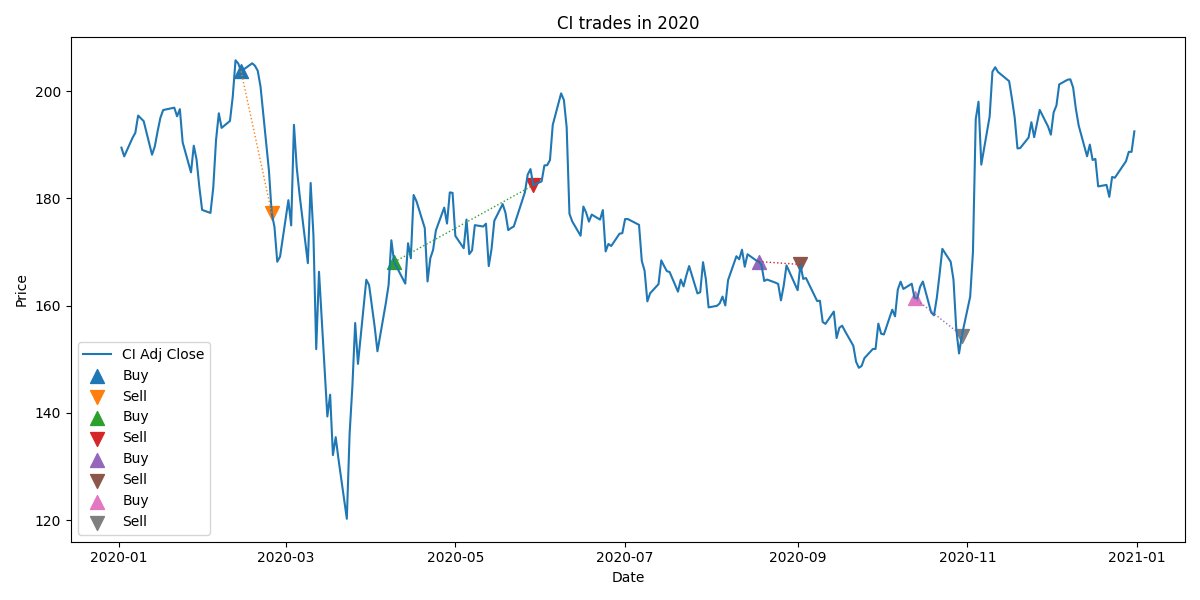 CI trades in 2020
Price
200
180
160
140
120
CI Adj Close
Buy
Sell
Buy
Sell
Buy
Sell
Buy
Sell
2020-01
2020-03
2020-05
2020-07
2020-09
2020-11
2021-01
Date